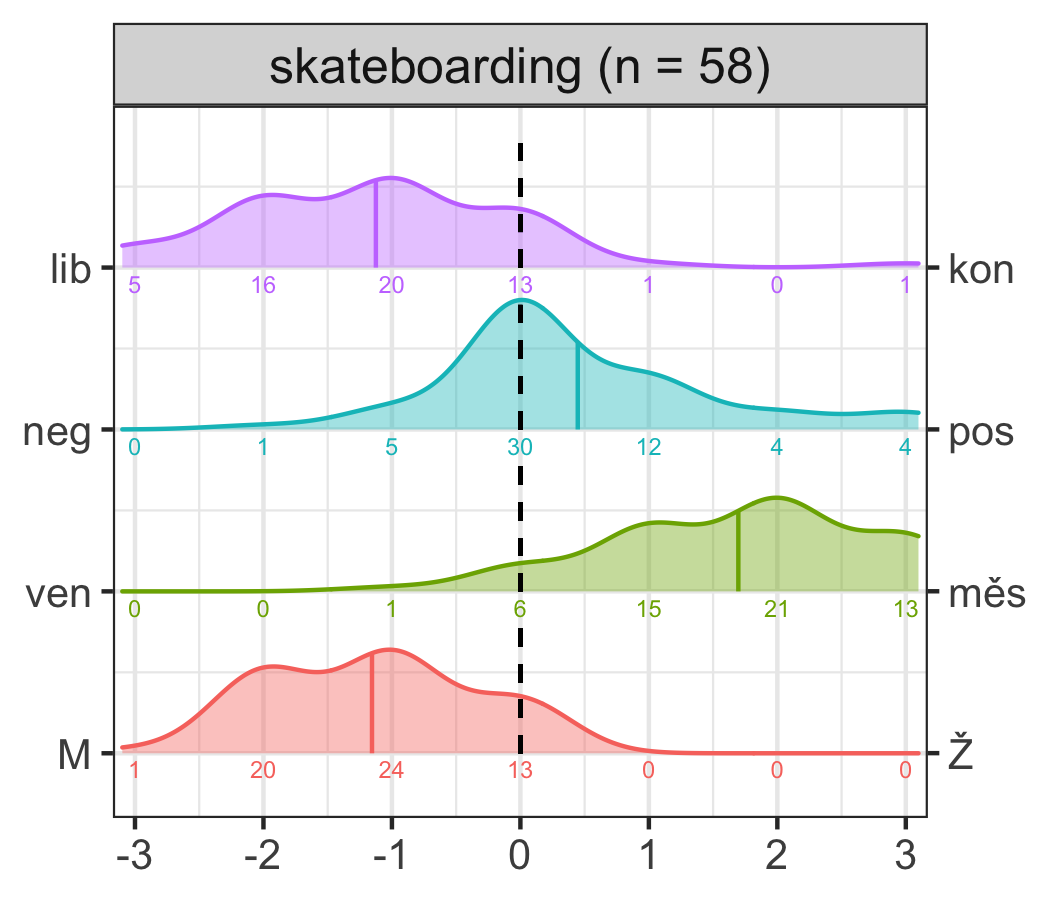 skateboarding (n = 58)
lib kon
5 16 20 13 1 0 1
neg pos
0 1 5 30 12 4 4
ven měs
0 0 1 6 15 21 13
M Ž
1 20 24 13 0 0 0
-3 -2 -1 0 1 2 3